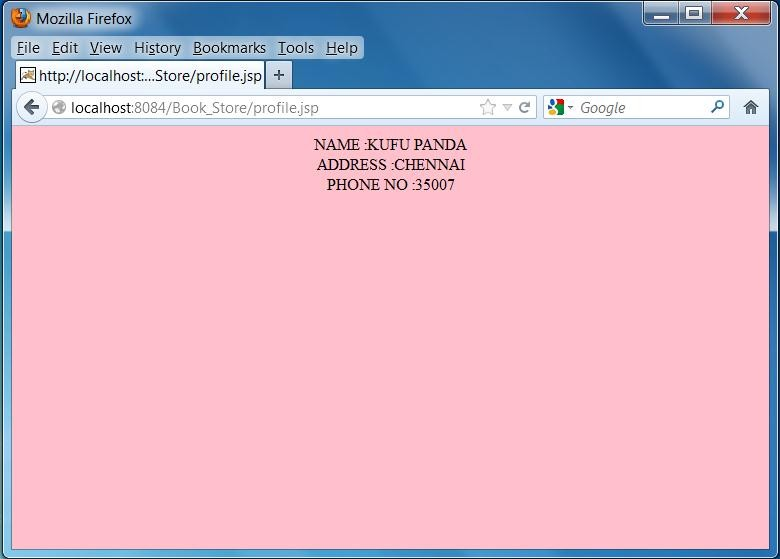 Mozilla Firefox
File Edit View History Bookmarks Tools Help
http://localhost:...Store/profile.jsp
localhost:8084/Book_Store/profile.jsp Google
NAME :KUFU PANDA
ADDRESS :CHENNAI
PHONE NO :35007